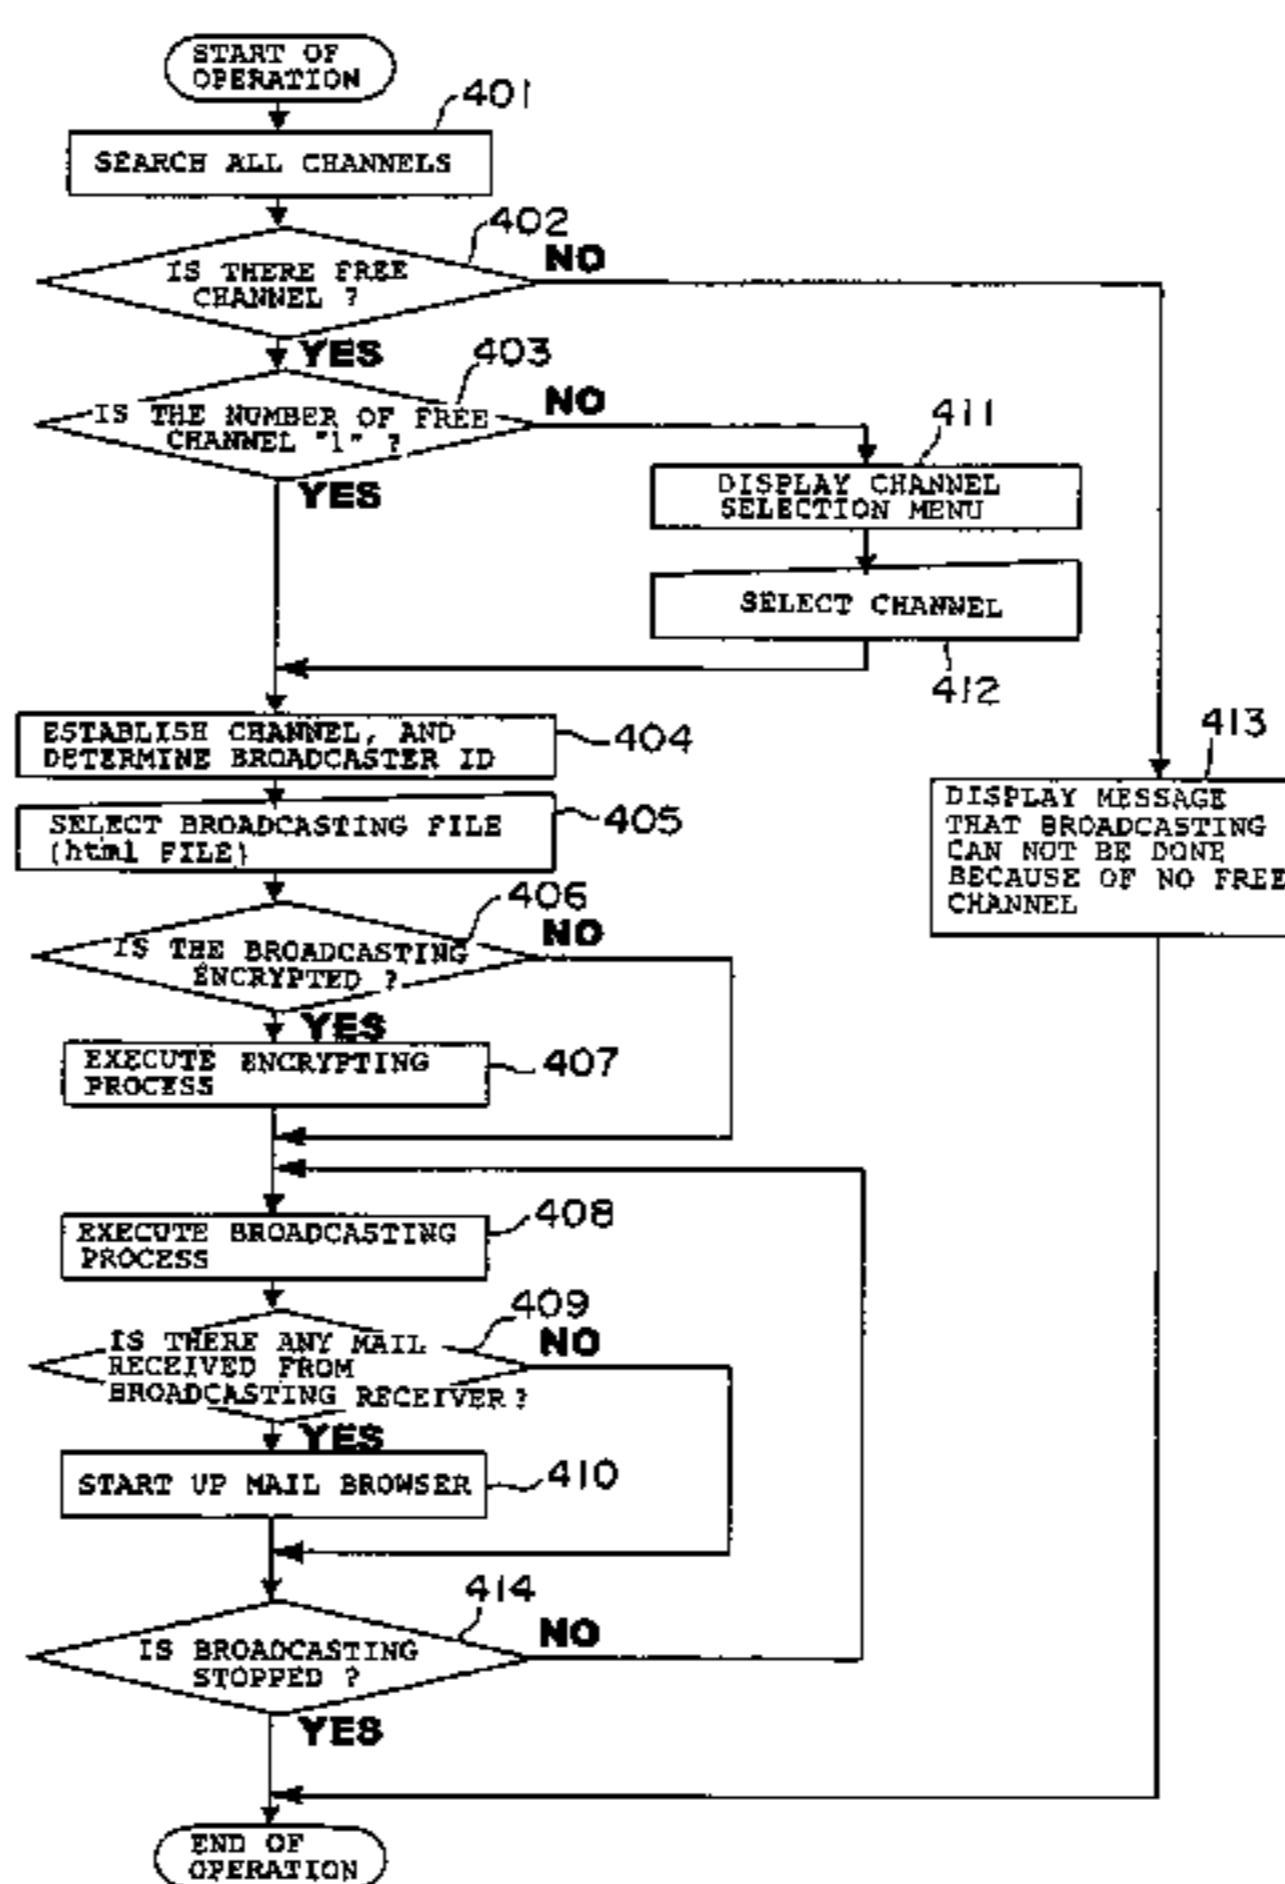 START OF
OPERATION
401
SEARCH ALL CHANNELS
402
IS THERE FREE
CHANNEL ?
NO
YES
403
IS THE NUMBER OF FREE
CHANNEL "1" ?
NO
YES
411
DISPLAY CHANNEL
SELECTION MENU
SELECT CHANNEL
412
ESTABLISH CHANNEL, AND
DETERMINE BROADCASTER ID
404
413
DISPLAY MESSAGE
THAT BROADCASTING
CAN NOT BE DONE
BECAUSE OF NO FREE
CHANNEL
SELECT BROADCASTING FILE
(html FILE)
405
406
IS THE BROADCASTING
ENCRYPTED ?
NO
YES
EXECUTE ENCRYPTING
PROCESS
407
EXECUTE BROADCASTING
PROCESS
408
409
IS THERE ANY MAIL
RECEIVED FROM
BROADCASTING RECEIVER?
NO
YES
START UP MAIL BROWSER
410
414
IS BROADCASTING
STOPPED ?
NO
YES
END OF
OPERATION